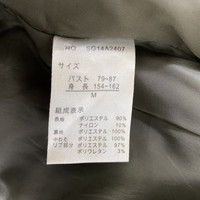 NO. 9G14A2407
サイズ
バスト 79-87
身長 154-162
M
組成表示
表地 ポリエステル 90%
ナイロン 10%
裏地 ポリエステル 100%
中わた ポリエステル 100%
リブ部分 ポリエステル 97%
ポリウレタン 3%